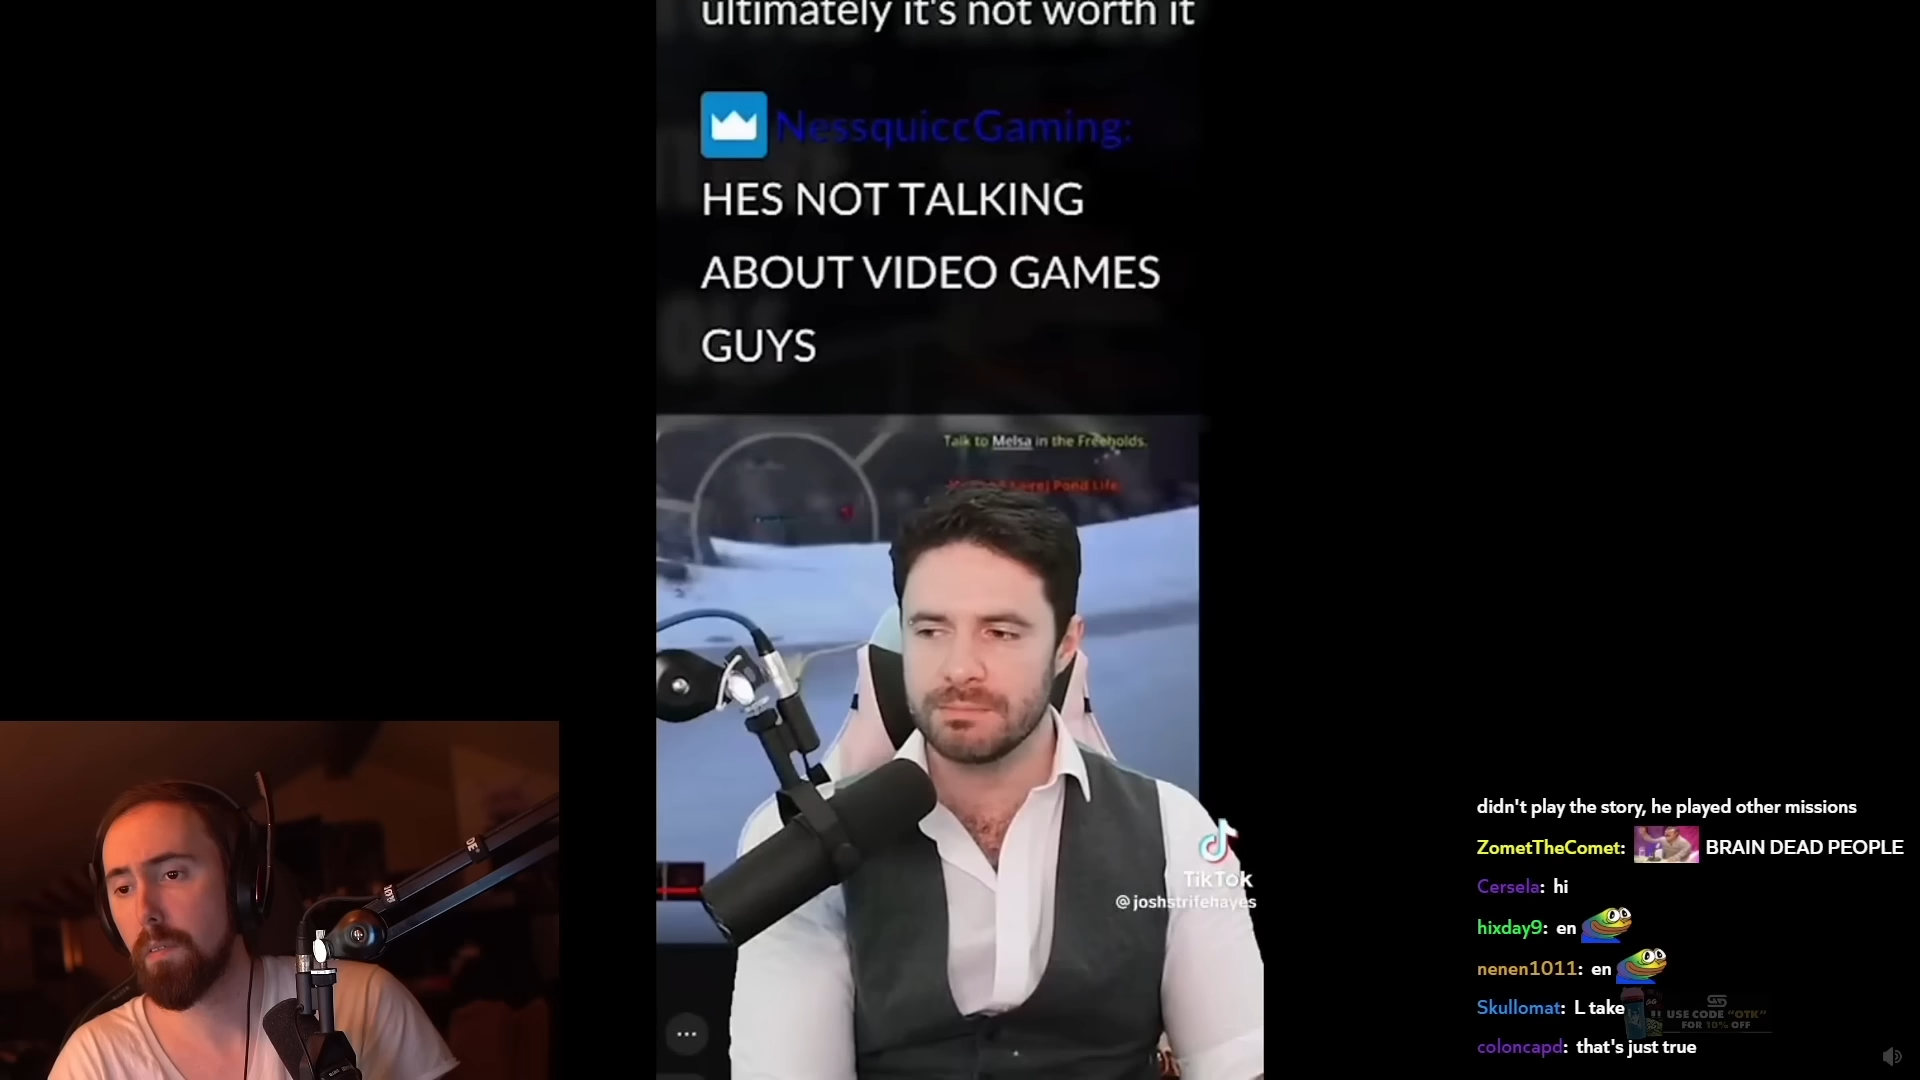 ultimately it's not worth it
NessquiccGaming:
HES NOT TALKING
ABOUT VIDEO GAMES
GUYS
Talk to Melsa in the Freeholds.
Pond Life
TikTok
@joshstrifehayes
didn't play the story, he played other missions
ZometTheComet: BRAIN DEAD PEOPLE
Cersela: hi
hixday9: en
nenen1011: en
Skullomat: L take
USE CODE "OTK"
FOR 10% OFF
coloncapd: that's just true